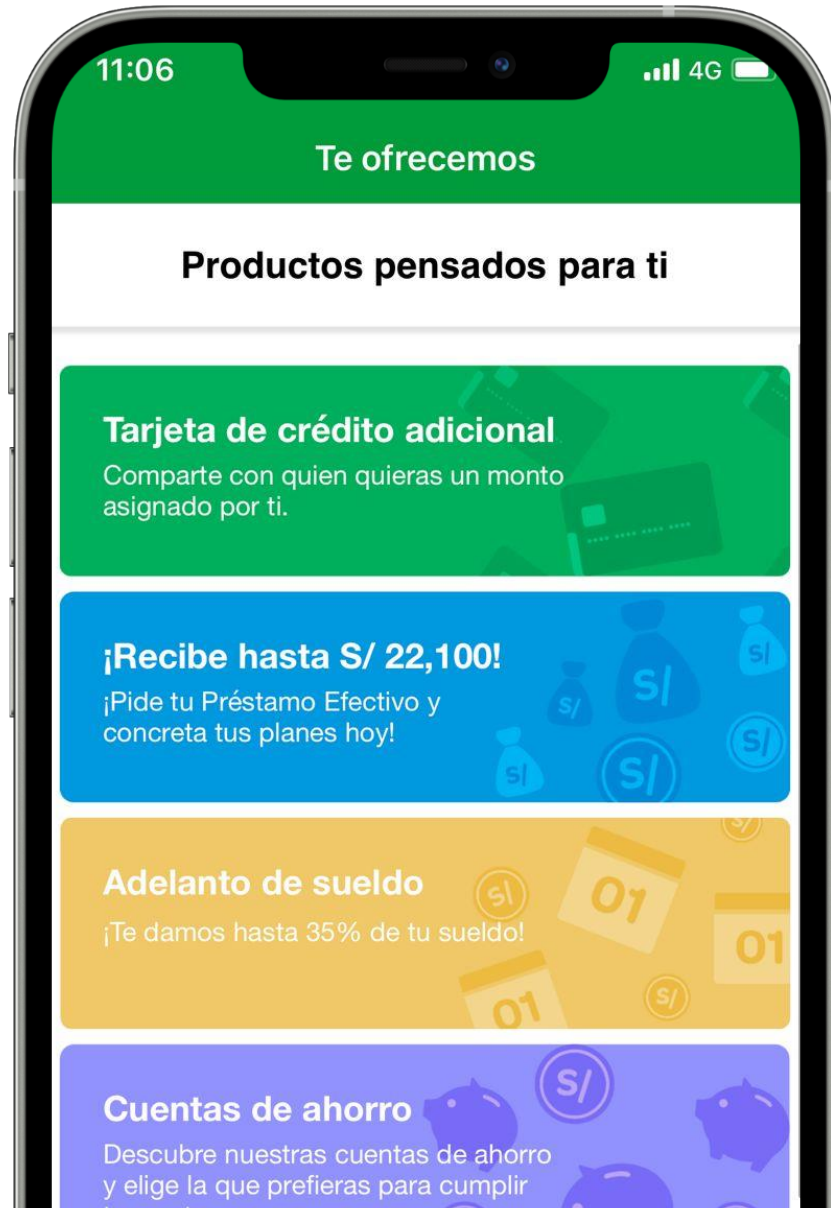 11:06
4G
Te ofrecemos
Productos pensados para ti
Tarjeta de crédito adicional
Comparte con quien quieras un monto
asignado por ti.
¡Recibe hasta S/ 22,100!
¡Pide tu Préstamo Efectivo y
concreta tus planes hoy!
S/
S/
S/
S/
S/
S/
Adelanto de sueldo
¡Te damos hasta 35% de tu sueldo!
S/
S/
01
01
01
S/
Cuentas de ahorro
Descubre nuestras cuentas de ahorro
y elige la que prefieras para cumplir
S/